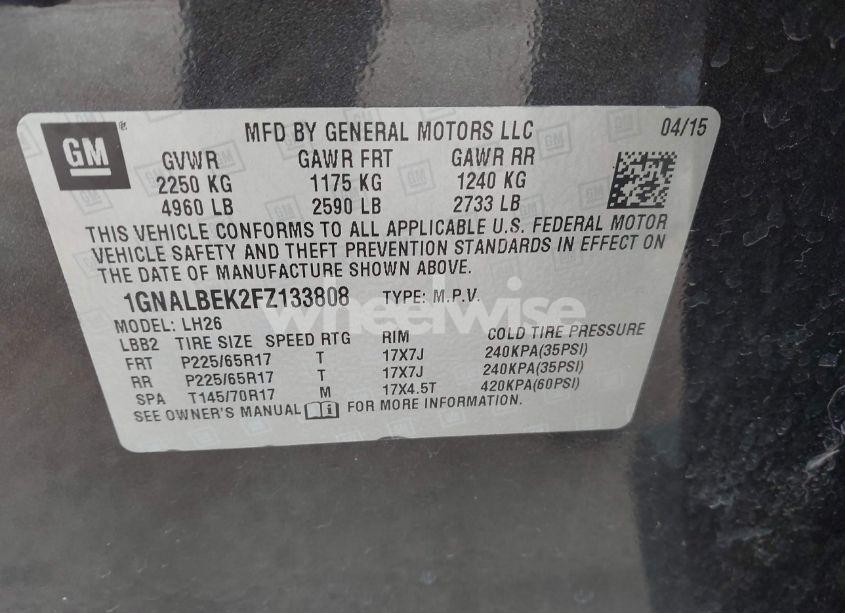 GM
MFD BY GENERAL MOTORS LLC 04/15
GVWR GAWR FRT GAWR RR
2250 KG 1175 KG 1240 KG
4960 LB 2590 LB 2733 LB
THIS VEHICLE CONFORMS TO ALL APPLICABLE U.S. FEDERAL MOTOR
VEHICLE SAFETY AND THEFT PREVENTION STANDARDS IN EFFECT ON
THE DATE OF MANUFACTURE SHOWN ABOVE.
1GNALBEK2FZ133808 TYPE: M.P.V.
wheelwise
MODEL: LH26
LBB2 TIRE SIZE SPEED RTG RIM COLD TIRE PRESSURE
FRT P225/65R17 T 17X7J 240KPA(35PSI)
RR P225/65R17 T 17X7J 240KPA(35PSI)
SPA T145/70R17 M 17X4.5T 420KPA(60PSI)
SEE OWNER'S MANUAL FOR MORE INFORMATION.